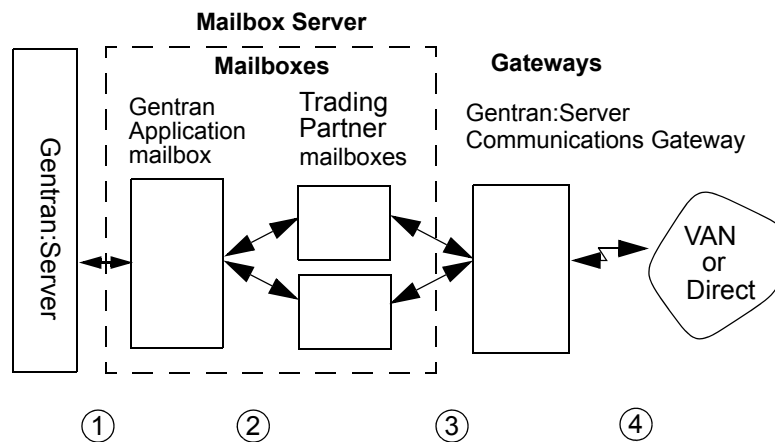 Mailbox Server
Mailboxes
Gateways
Gentran:Server
Gentran
Application
mailbox
Trading
Partner
mailboxes
Gentran:Server
Communications Gateway
VAN
or
Direct
1
2
3
4